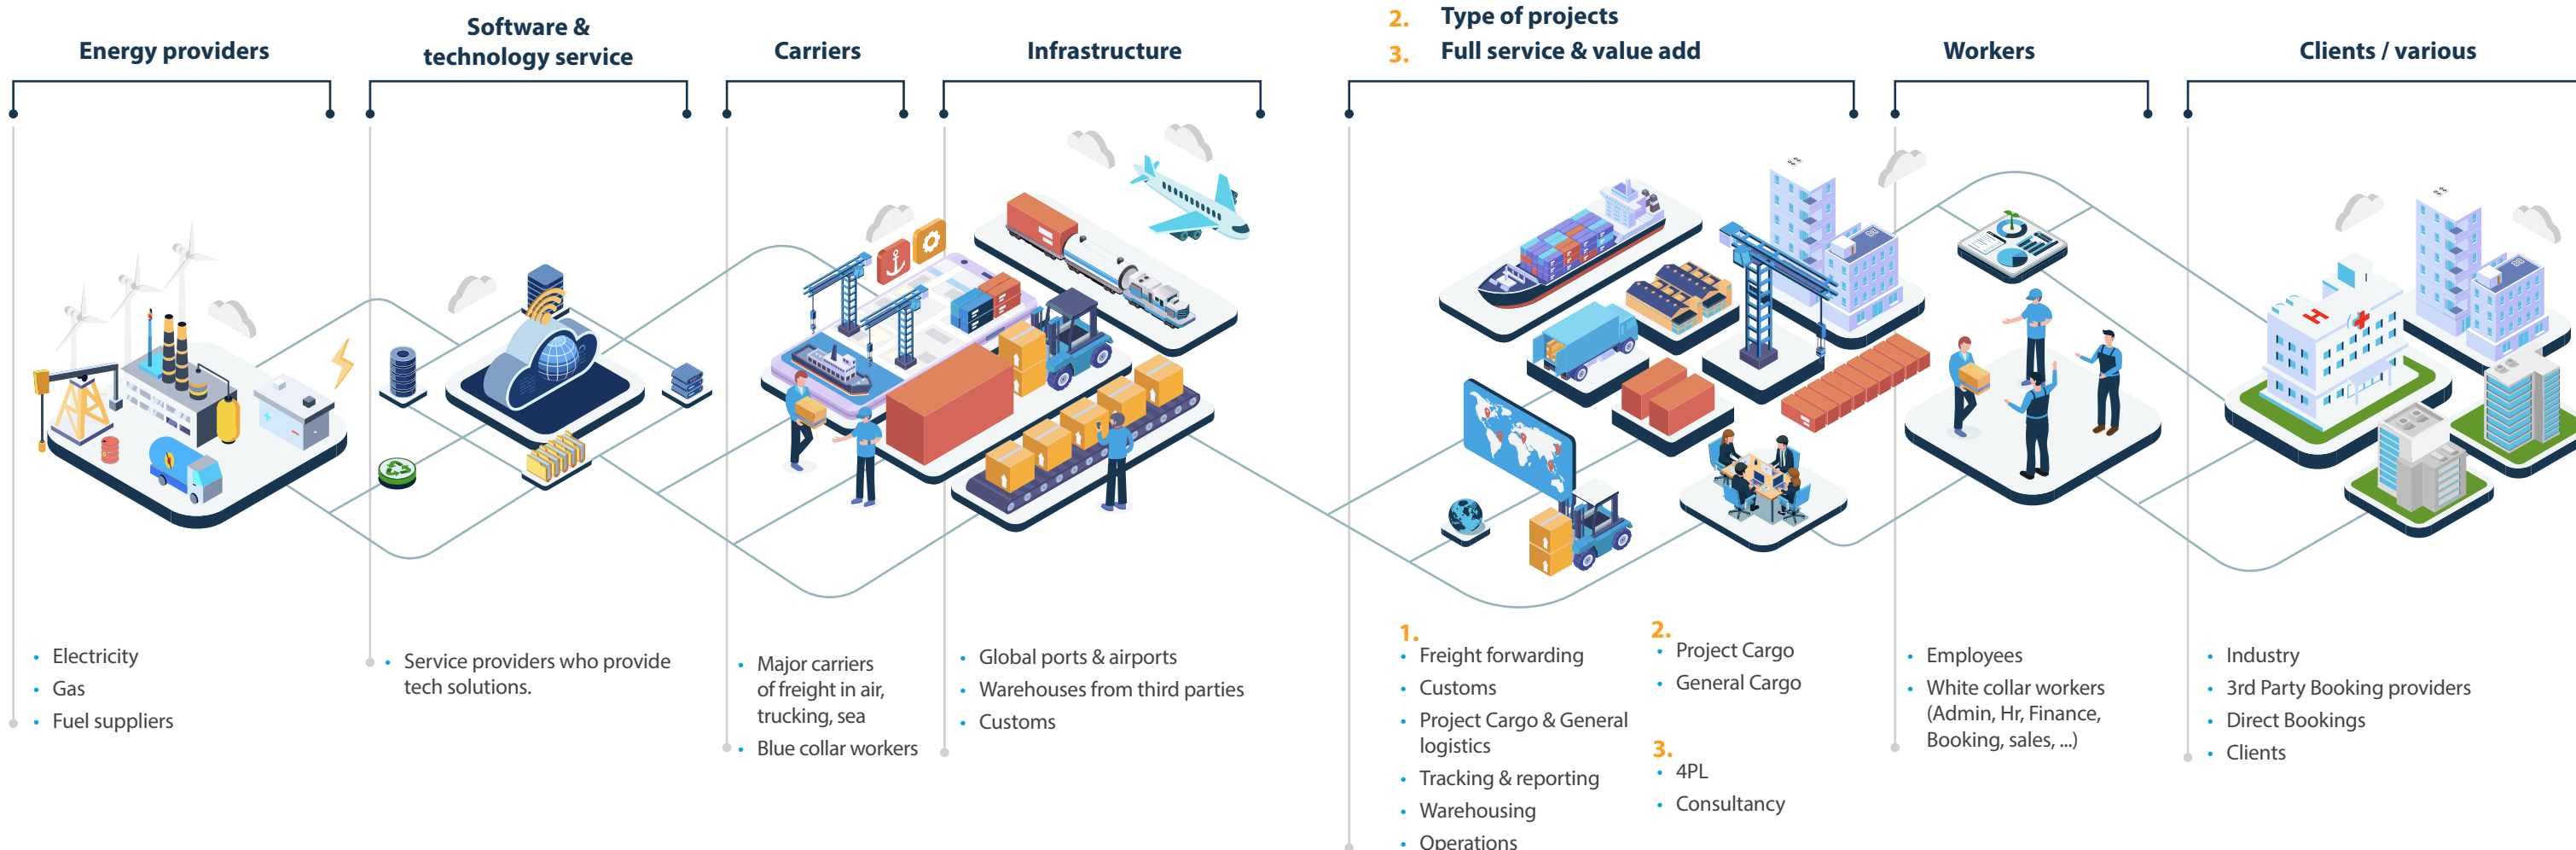 Energy providers
Software &
technology service
Carriers
Infrastructure
2. Type of projects
3. Full service & value add
Workers
Clients / various
• Electricity
• Gas
• Fuel suppliers
• Service providers who provide
tech solutions.
• Major carriers
of freight in air,
trucking, sea
• Blue collar workers
• Global ports & airports
• Warehouses from third parties
• Customs
1.
• Freight forwarding
• Customs
• Project Cargo & General
logistics
• Tracking & reporting
• Warehousing
• Operations
2.
• Project Cargo
• General Cargo
3.
• 4PL
• Consultancy
• Employees
• White collar workers
(Admin, Hr, Finance,
Booking, sales, ...)
• Industry
• 3rd Party Booking providers
• Direct Bookings
• Clients
H